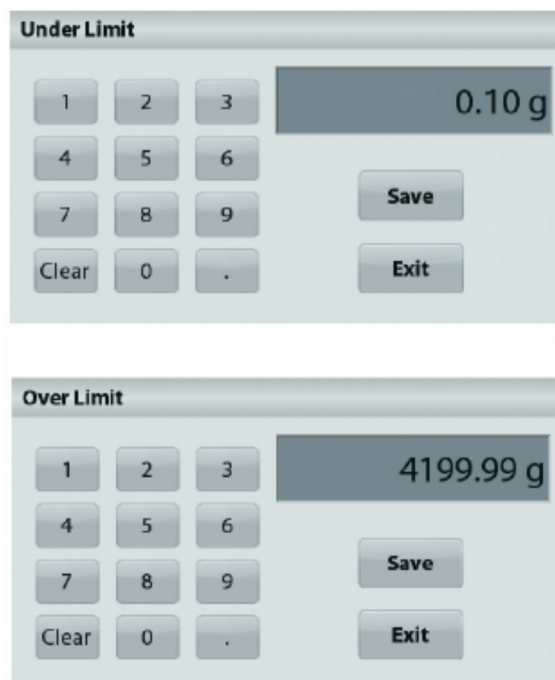 Under Limit
0.10 g
1 2 3
4 5 6
Save
7 8 9
Clear 0 .
Exit
Over Limit
4199.99 g
1 2 3
4 5 6
Save
7 8 9
Clear 0 .
Exit